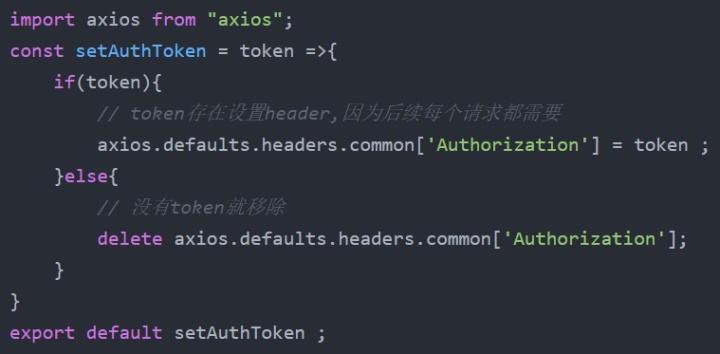 import axios from "axios";
const setAuthToken = token =>{
    if(token){
        // token存在设置header,因为后续每个请求都需要
        axios.defaults.headers.common['Authorization'] = token ;
    }else{
        // 没有token就移除
        delete axios.defaults.headers.common['Authorization'];
    }
}
export default setAuthToken ;